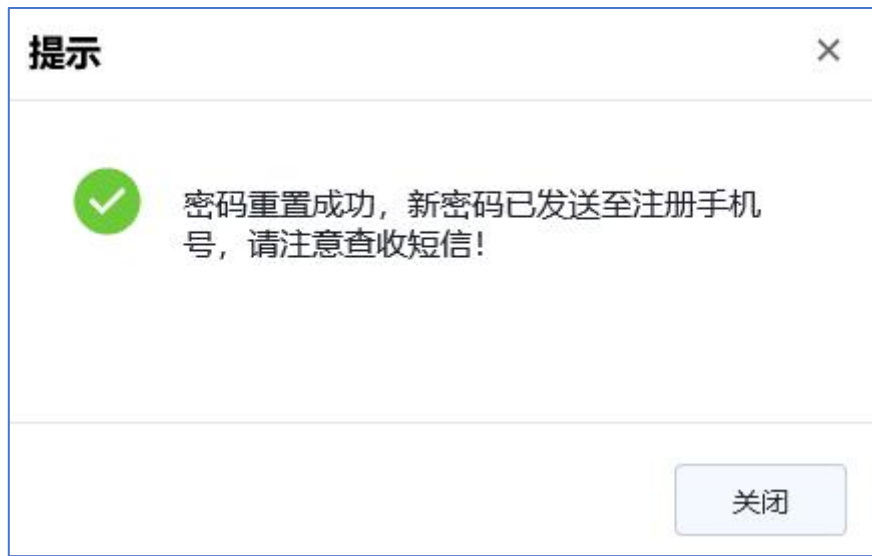 提示
密码重置成功，新密码已发送至注册手机
号，请注意查收短信！
关闭